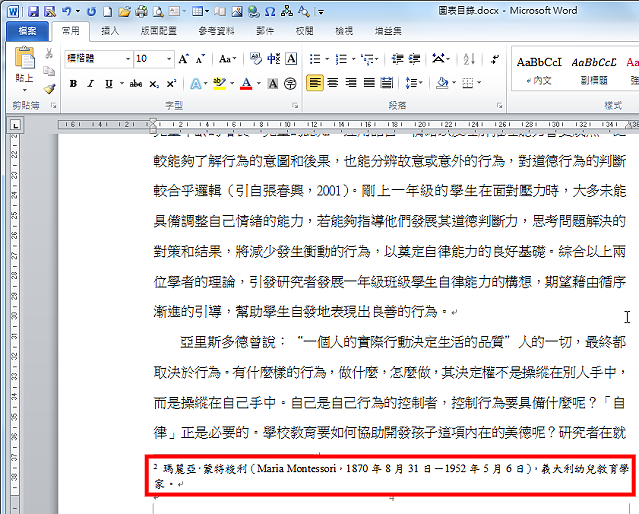 圖表目錄.docx - Microsoft Word
檔案 常用 插入 版面配置 參考資料 郵件 校閱 檢視 增益集
貼上
標楷體 10
AaBbCcI AaBbCcD AaBb
內文 副標題 強
剪貼簿 字型 段落 樣式
較能夠了解行為的意圖和後果，也能分辨故意或意外的行為，對道德行為的判斷
較合乎邏輯（引自張春興，2001）。剛上一年級的學生在面對壓力時，大多未能
具備調整自己情緒的能力，若能夠指導他們發展其道德判斷力，思考問題解決的
對策和結果，將減少發生衝動的行為，以奠定自律能力的良好基礎。綜合以上兩
位學者的理論，引發研究者發展一年級班級學生自律能力的構想，期望藉由循序
漸進的引導，幫助學生自發地表現出良善的行為。
亞里斯多德曾說：“一個人的實際行動決定生活的品質”人的一切，最終都
取決於行為。有什麼樣的行為，做什麼，怎麼做，其決定權不是操縱在別人手中，
而是操縱在自己手中。自己是自己行為的控制者，控制行為要具備什麼呢？「自
律」正是必要的。學校教育要如何協助開發孩子這項內在的美德呢？研究者在就
2 瑪麗亞·蒙特梭利（Maria Montessori，1870 年 8 月 31 日－1952 年 5 月 6 日），義大利幼兒教育學
家。
4